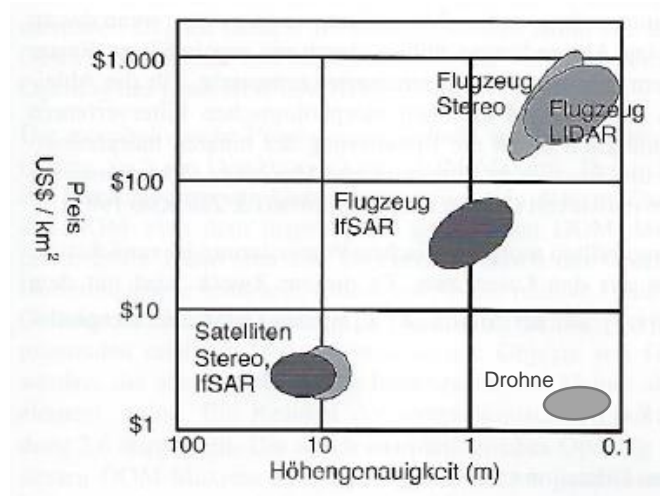 $1.000
Flugzeug
Stereo
Flugzeug
LIDAR
$100
Preis
US$ / km²
Flugzeug
IfSAR
$10
Satelliten
Stereo,
IfSAR
Drohne
$1
100
10
1
0.1
Höhengenauigkcit (m)